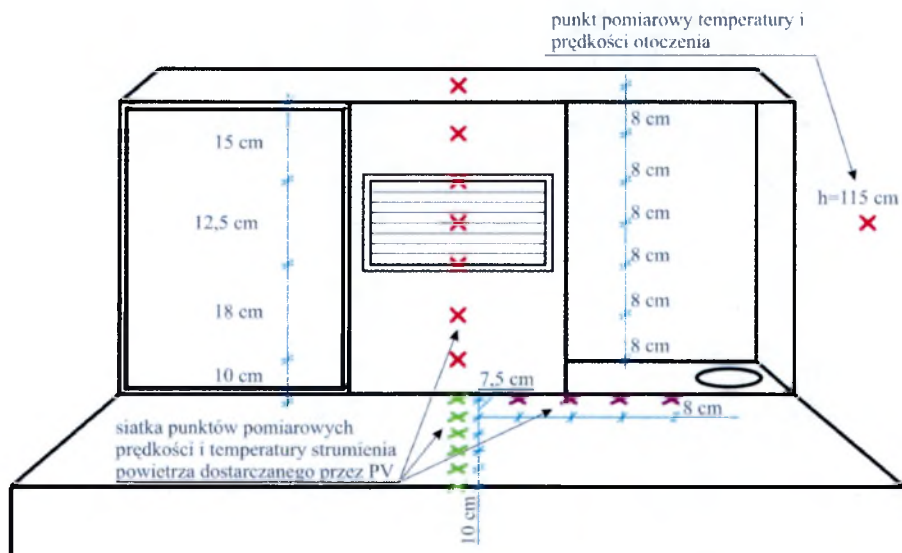 punkt pomiarowy temperatury i
prędkości otoczenia
8 cm
15 cm
8 cm
h=115 cm
12,5 cm
8 cm
8 cm
18 cm
8 cm
8 cm
10 cm
7,5 cm
8 cm
siatka punktów pomiarowych
prędkości i temperatury strumienia
powietrza dostarczanego przez PV
10 cm